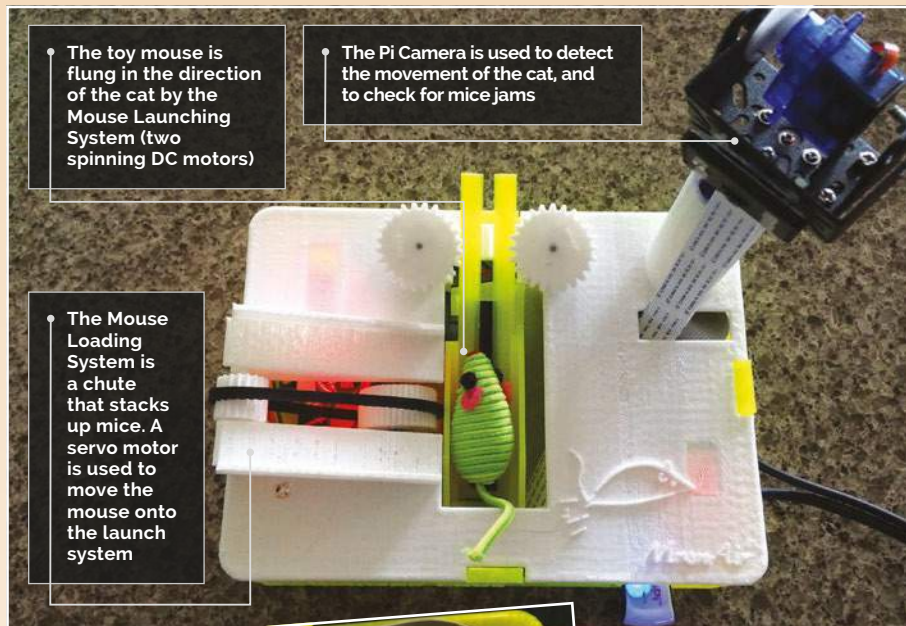 The toy mouse is
flung in the direction
of the cat by the
Mouse Launching
System (two
spinning DC motors)
The Pi Camera is used to detect
the movement of the cat, and
to check for mice jams
The Mouse
Loading
System is
a chute
that stacks
up mice. A
servo motor
is used to
move the
mouse onto
the launch
system